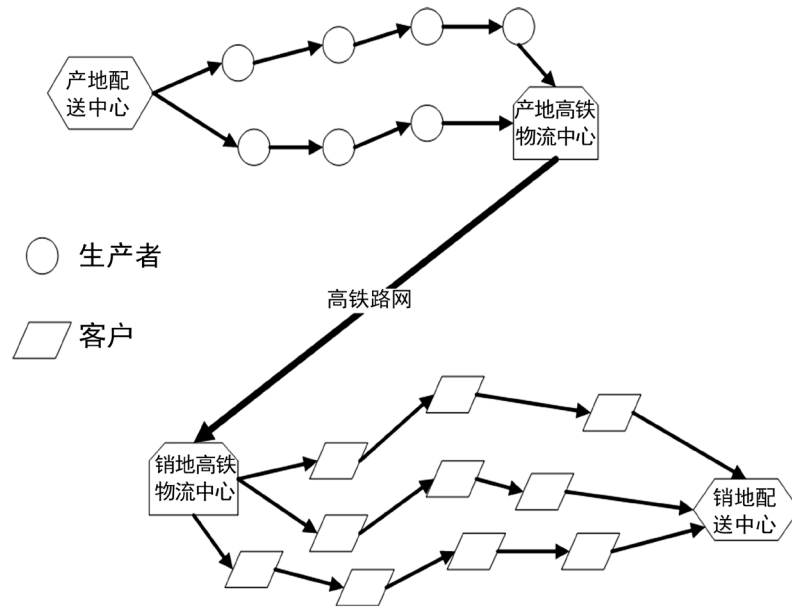 产地配
送中心
产地高铁
物流中心
生产者
高铁路网
客户
销地高铁
物流中心
销地配
送中心